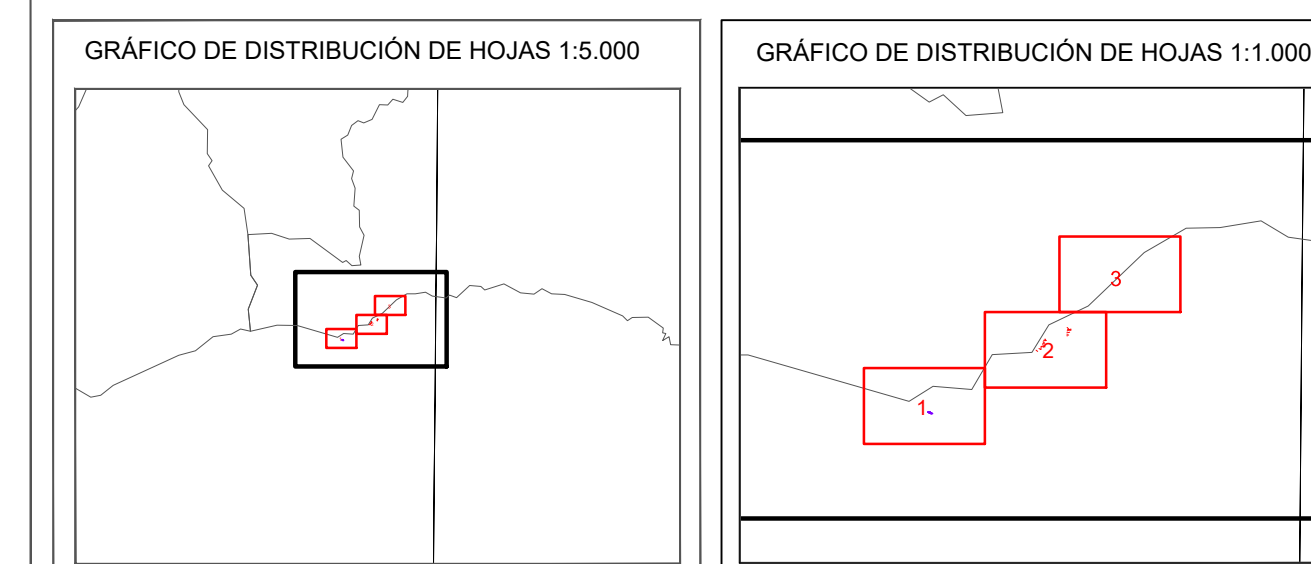 GRÁFICO DE DISTRIBUCIÓN DE HOJAS 1:5.000
GRÁFICO DE DISTRIBUCIÓN DE HOJAS 1:1.000
3
2
1